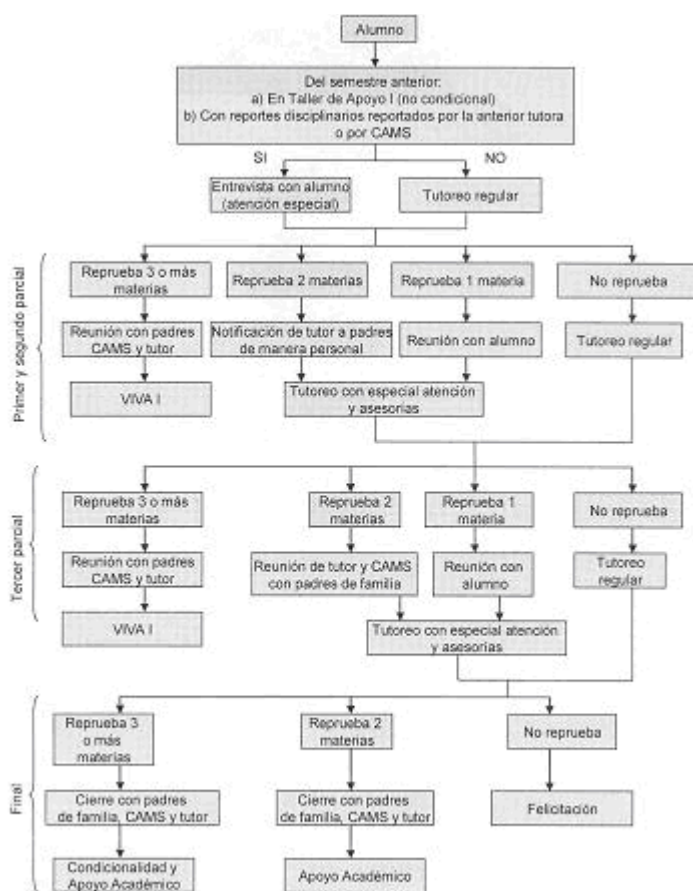 Alumno
Del semestre anterior:
a) En Taller de Apoyo I (no condicional)
b) Con reportes disciplinarios reportados por la anterior tutora
o por CAMS
SI
NO
Entrevista con alumno
(atención especial)
Tutoreo regular
Primer y segundo parcial
Reprueba 3 o más
materias
Reprueba 2 materias
Reprueba 1 materia
No reprueba
Reunión con padres
CAMS y tutor
Notificación de tutor a padres
de manera personal
Reunión con alumno
Tutoreo regular
VIVA I
Tutoreo con especial atención
y asesorías
Tercer parcial
Reprueba 3 o más
materias
Reprueba 2
materias
Reprueba 1
materia
No reprueba
Reunión con padres
CAMS y tutor
Reunión de tutor y CAMS
con padres de familia
Reunión con
alumno
Tutoreo
regular
VIVA I
Tutoreo con especial atención
y asesorías
Final
Reprueba 3
o más
materias
Reprueba 2
materias
No reprueba
Cierre con padres
de familia, CAMS y tutor
Cierre con padres
de familia, CAMS y tutor
Felicitación
Condicionalidad y
Apoyo Académico
Apoyo Académico